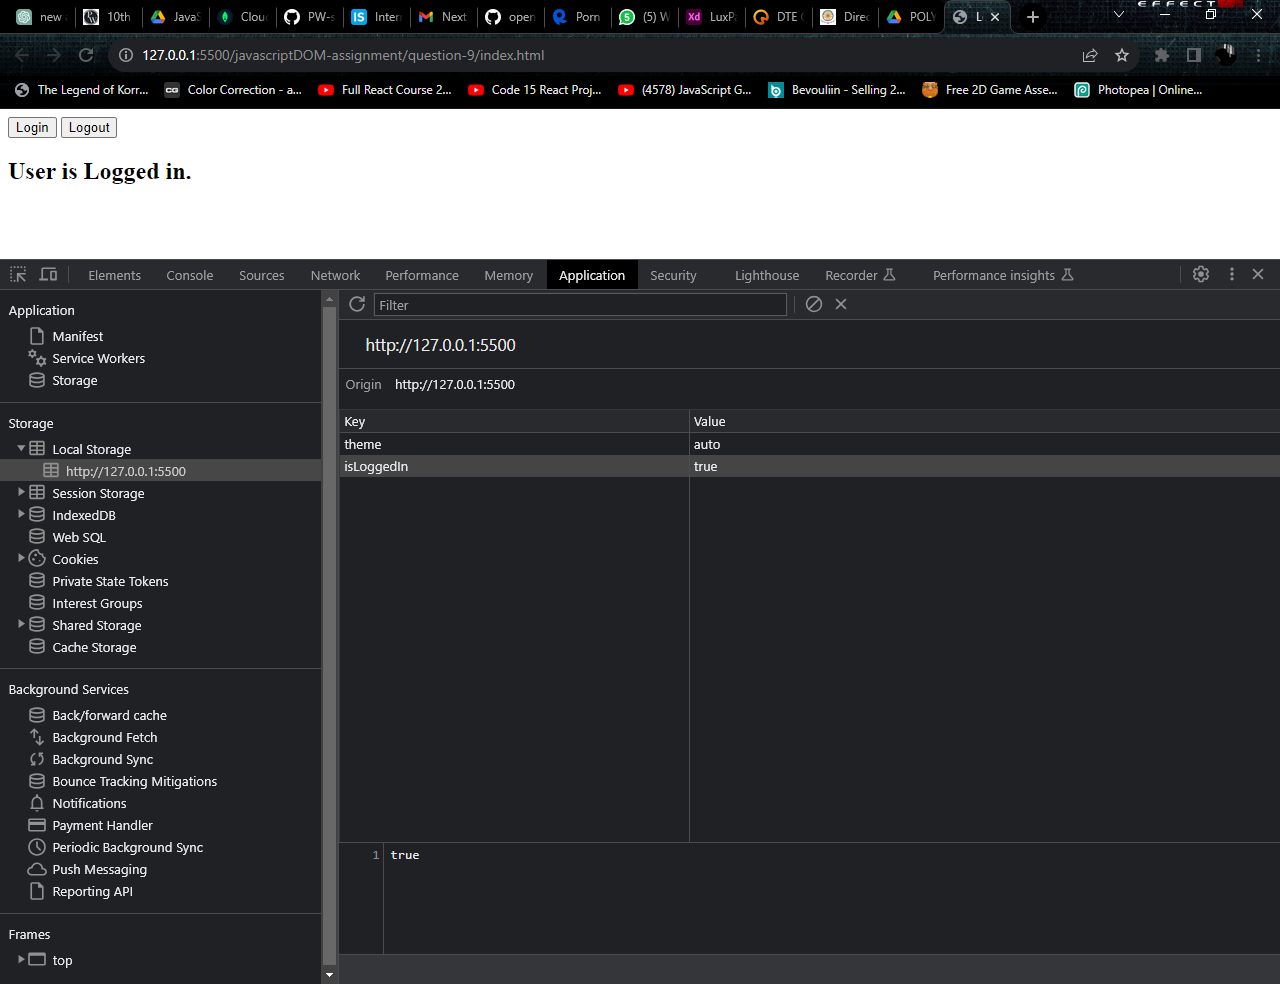 new
10th
JavaS
Clou
PW-s
Inter
Next
open
Porn
(5) W
LuxPa
DTE
Direc
POLY
EFFECT
127.0.0.1:5500/javascriptDOM-assignment/question-9/index.html
The Legend of Korr... Color Correction - a... Full React Course 2... Code 15 React Proj... (4578) JavaScript G... Bevouliin - Selling 2... Free 2D Game Asse... Photopea | Online...
Login Logout
User is Logged in.
Elements Console Sources Network Performance Memory Application Security Lighthouse Recorder Performance insights
Application
Manifest
Service Workers
Storage
Storage
Local Storage
http://127.0.0.1:5500
Session Storage
IndexedDB
Web SQL
Cookies
Private State Tokens
Interest Groups
Shared Storage
Cache Storage
Background Services
Back/forward cache
Background Fetch
Background Sync
Bounce Tracking Mitigations
Notifications
Payment Handler
Periodic Background Sync
Push Messaging
Reporting API
Frames
top
Filter
http://127.0.0.1:5500
Origin http://127.0.0.1:5500
Key Value
theme auto
isLoggedIn true
1 true